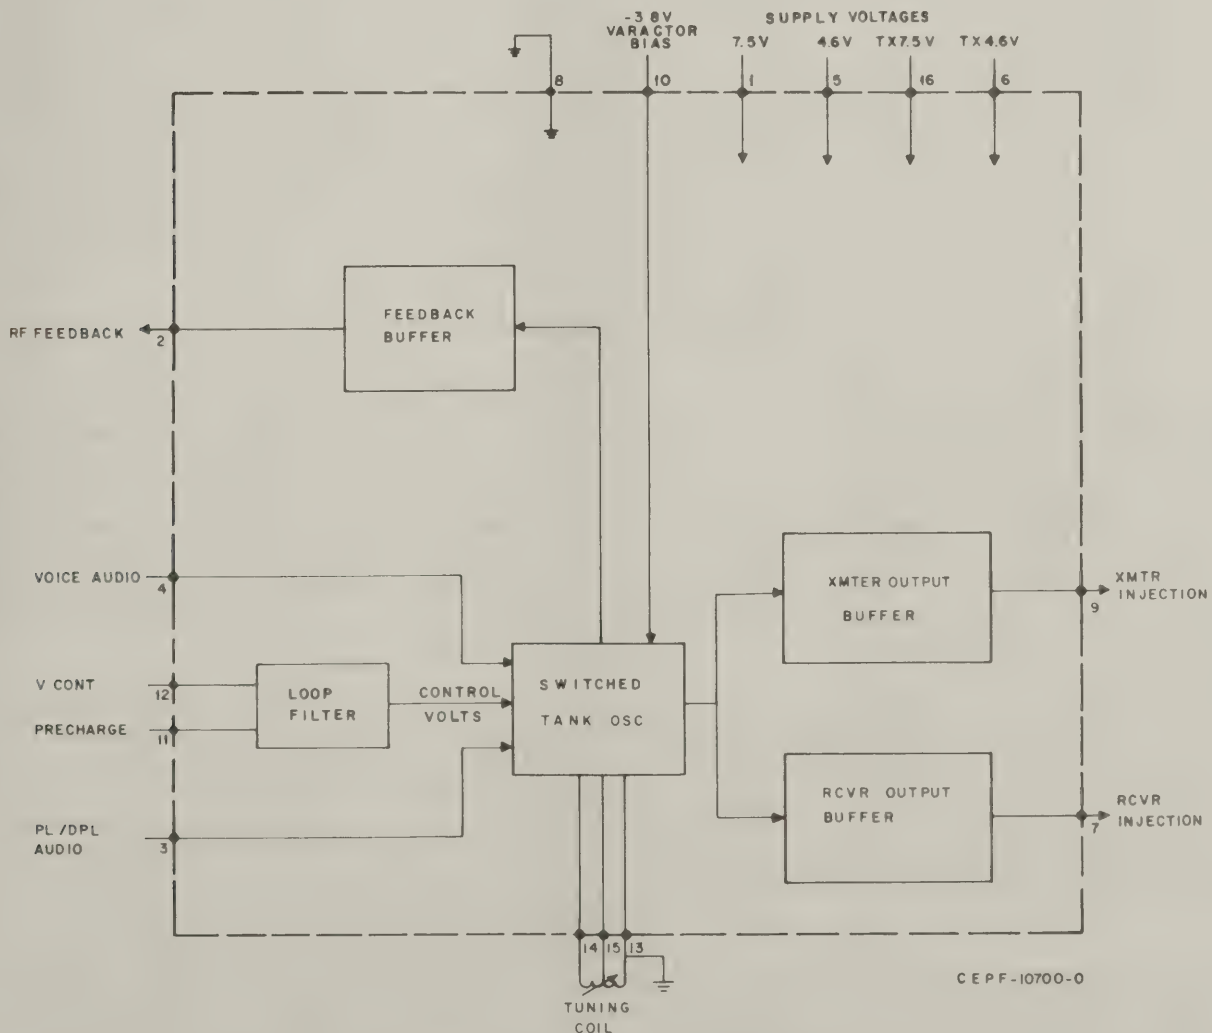 -3 8V
VARACTOR
BIAS
SUPPLY VOLTAGES
7.5V
4.6V
TX7.5V
TX4.6V
8
10
1
5
16
6
RF FEEDBACK
2
FEEDBACK
BUFFER
VOICE AUDIO
4
V CONT
12
PRECHARGE
11
LOOP
FILTER
CONTROL
VOLTS
SWITCHED
TANK OSC
XMTER OUTPUT
BUFFER
XMTR
INJECTION
9
RCVR OUTPUT
BUFFER
RCVR
INJECTION
7
PL/DPL
AUDIO
3
14
15
13
TUNING
COIL
CEPF-10700-0